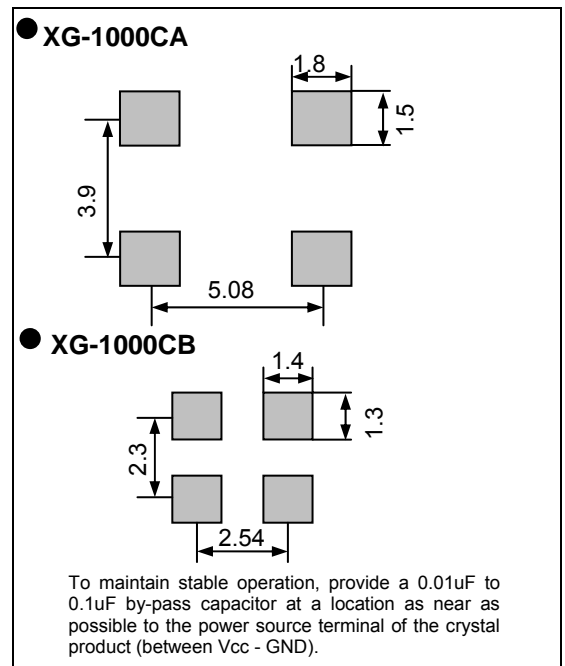 XG-1000CA
1.8
1.5
3.9
5.08
XG-1000CB
1.4
1.3
2.3
2.54
To maintain stable operation, provide a 0.01uF to
0.1uF by-pass capacitor at a location as near as
possible to the power source terminal of the crystal
product (between Vcc - GND).